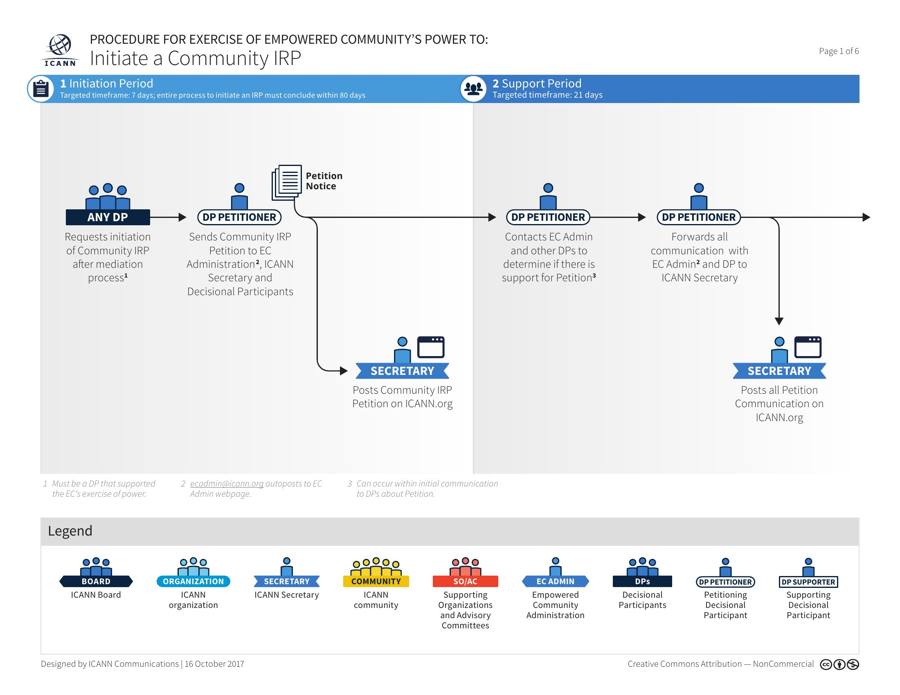 PROCEDURE FOR EXERCISE OF EMPOWERED COMMUNITY'S POWER TO:
Initiate a Community IRP
ICANN
Page 1 of 6
1 Initiation Period
Targeted timeframe: 7 days; entire process to initiate an IRP must conclude within 80 days
2 Support Period
Targeted timeframe: 21 days
Petition
Notice
ANY DP
Requests initiation
of Community IRP
after mediation
process¹
DP PETITIONER
Sends Community IRP
Petition to EC
Administration², ICANN
Secretary and
Decisional Participants
SECRETARY
Posts Community IRP
Petition on ICANN.org
DP PETITIONER
Contacts EC Admin
and other DPs to
determine if there is
support for Petition³
DP PETITIONER
Forwards all
communication with
EC Admin² and DP to
ICANN Secretary
SECRETARY
Posts all Petition
Communication on
ICANN.org
1 Must be a DP that supported
the EC's exercise of power.
2 ecadmin@icann.org autoposts to EC
Admin webpage.
3 Can occur within initial communication
to DPs about Petition.
Legend
BOARD
ICANN Board
ORGANIZATION
ICANN
organization
SECRETARY
ICANN Secretary
COMMUNITY
ICANN
community
SO/AC
Supporting
Organizations
and Advisory
Committees
EC ADMIN
Empowered
Community
Administration
DPs
Decisional
Participants
DP PETITIONER
Petitioning
Decisional
Participant
DP SUPPORTER
Supporting
Decisional
Participant
Designed by ICANN Communications | 16 October 2017
Creative Commons Attribution — NonCommercial